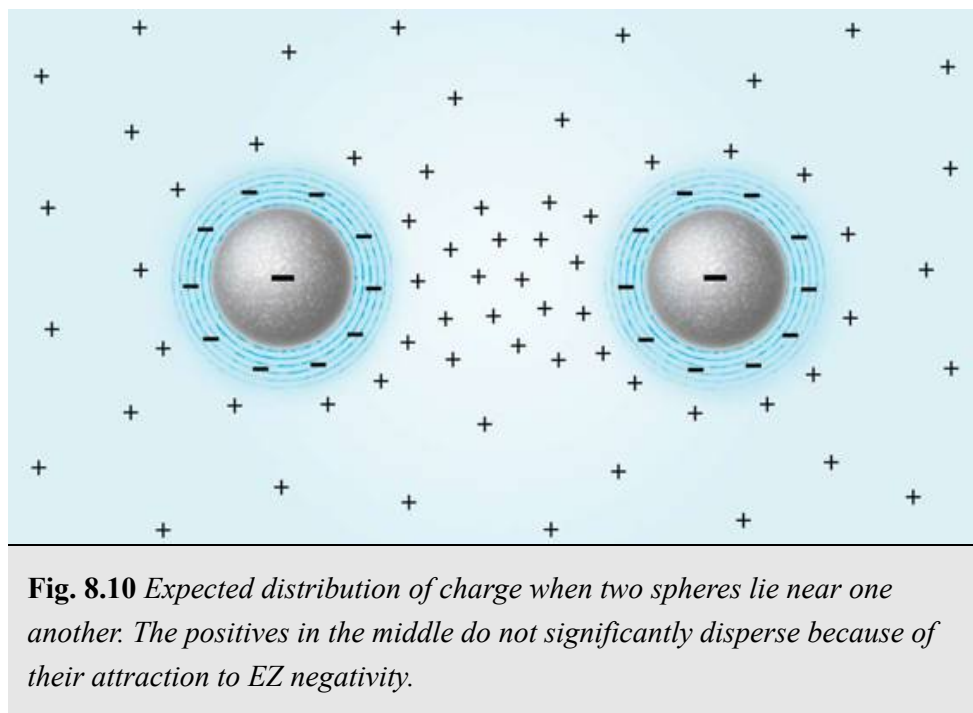 Fig. 8.10 Expected distribution of charge when two spheres lie near one
another. The positives in the middle do not significantly disperse because of
their attraction to EZ negativity.